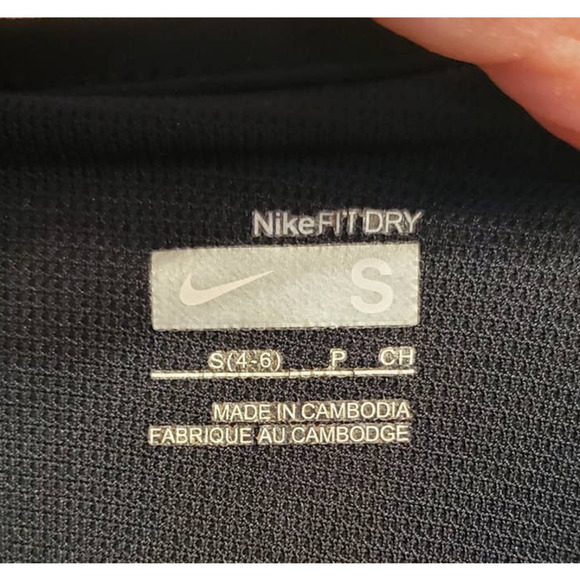 NikeFIT DRY
S
S(4-6) P CH
MADE IN CAMBODIA
FABRIQUE AU CAMBODGE